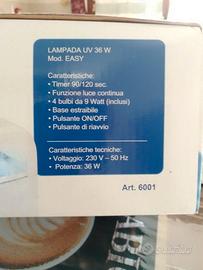 LAMPADA UV 36 W
Mod. EASY
Caratteristiche:
• Timer 90/120 sec.
• Funzione luce continua
• 4 bulbi da 9 Watt (inclusi)
• Base estraibile
• Pulsante ON/OFF
• Pulsante di riavvio
Caratteristiche tecniche:
• Voltaggio: 230 V – 50 Hz
• Potenza: 36 W
Art. 6001